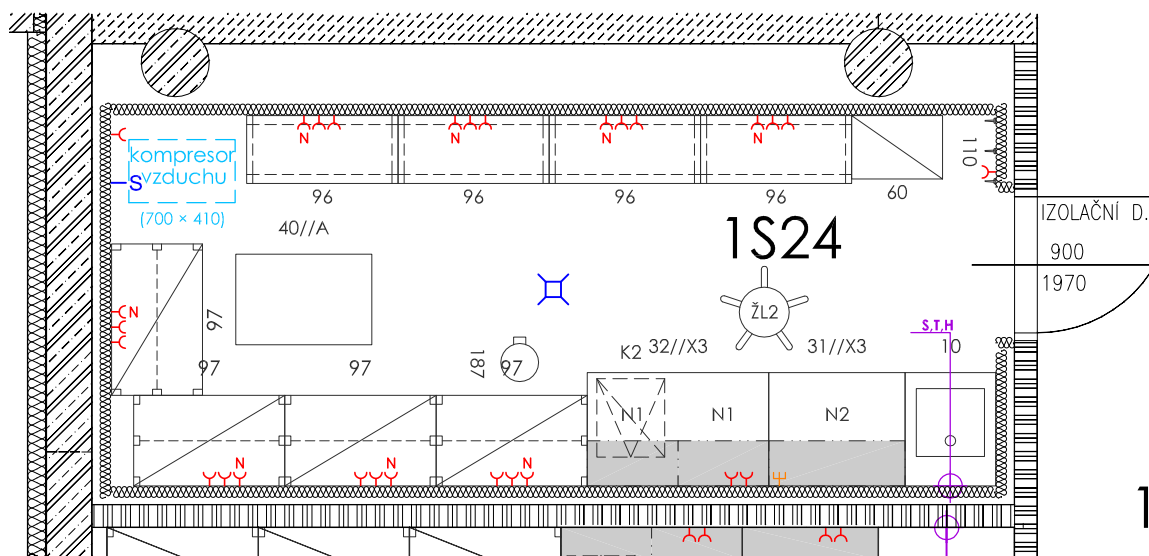 N
N
N
N
kompresor
vzduchu
S
(700 × 410)
96
96
96
96
60
110
IZOLAČNÍ D.
900
1970
40//A
1S24
ŽL2
N
97
97
97
187
97
K2
32//X3
31//X3
S,T,H
10
N1
N1
N2
N
N
N
1